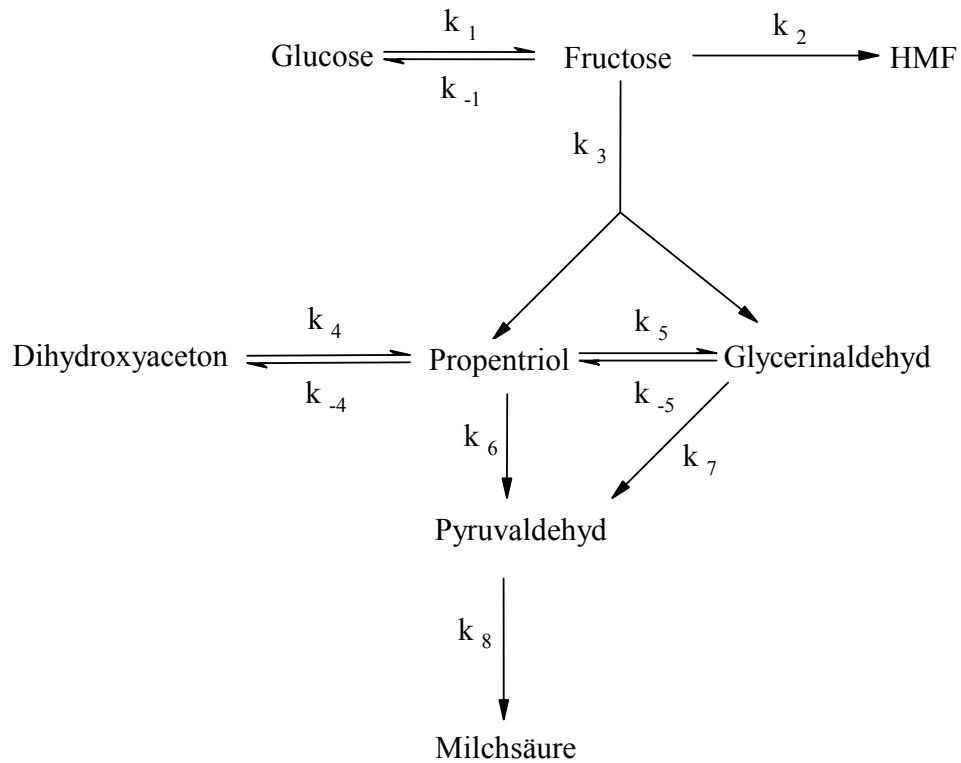 k 1
k 2
Glucose
Fructose
HMF
k -1
k 3
k 4
k 5
Dihydroxyaceton
Propentriol
Glycerinaldehyd
k -4
k -5
k 6
k 7
Pyruvaldehyd
k 8
Milchsäure